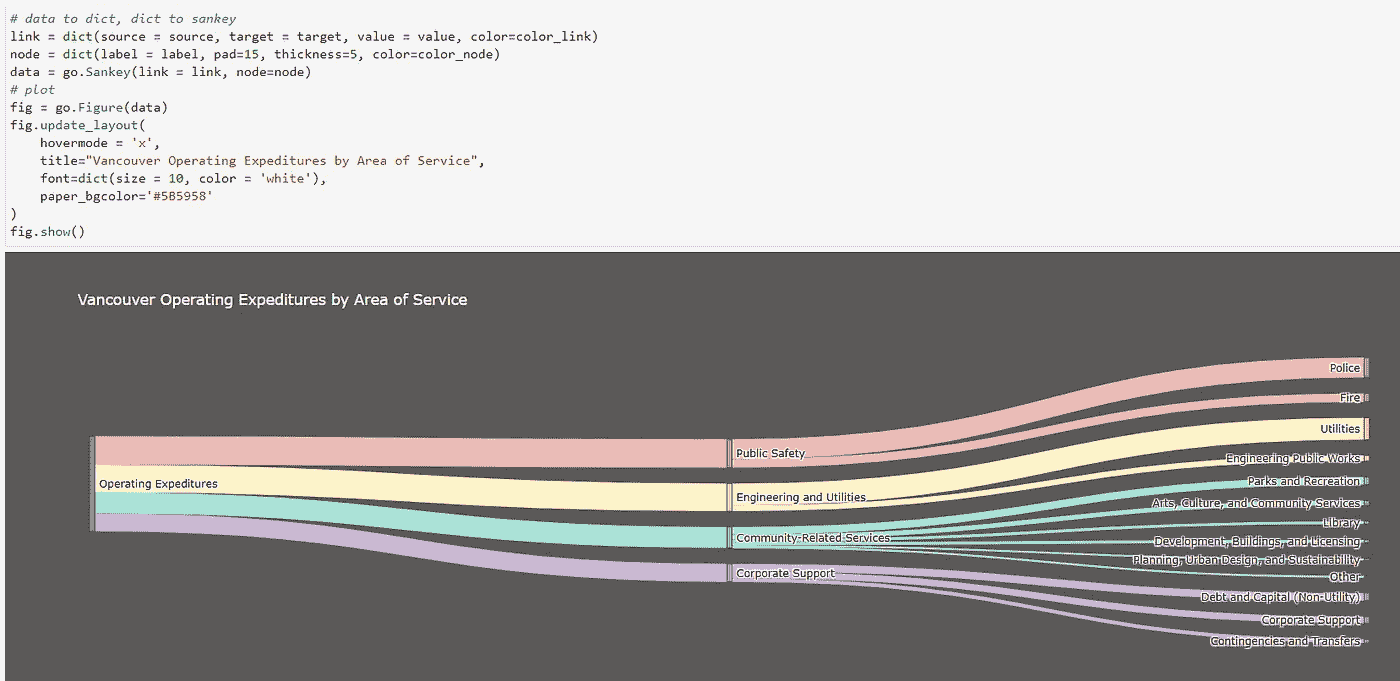 # data to dict, dict to sankey
link = dict(source = source, target = target, value = value, color=color_link)
node = dict(label = label, pad=15, thickness=5, color=color_node)
data = go.Sankey(link = link, node=node)
# plot
fig = go.Figure(data)
fig.update_layout(
    hovermode = 'x',
    title="Vancouver Operating Expeditures by Area of Service",
    font=dict(size = 10, color = 'white'),
    paper_bgcolor='#5B5958'
)
fig.show()
Vancouver Operating Expeditures by Area of Service
Operating Expeditures
Public Safety
Engineering and Utilities
Community-Related Services
Corporate Support
Police
Fire
Utilities
Engineering Public Works
Parks and Recreation
Arts, Culture, and Community Services
Library
Development, Buildings, and Licensing
Planning, Urban Design, and Sustainability
Other
Debt and Capital (Non-Utility)
Corporate Support
Contingencies and Transfers